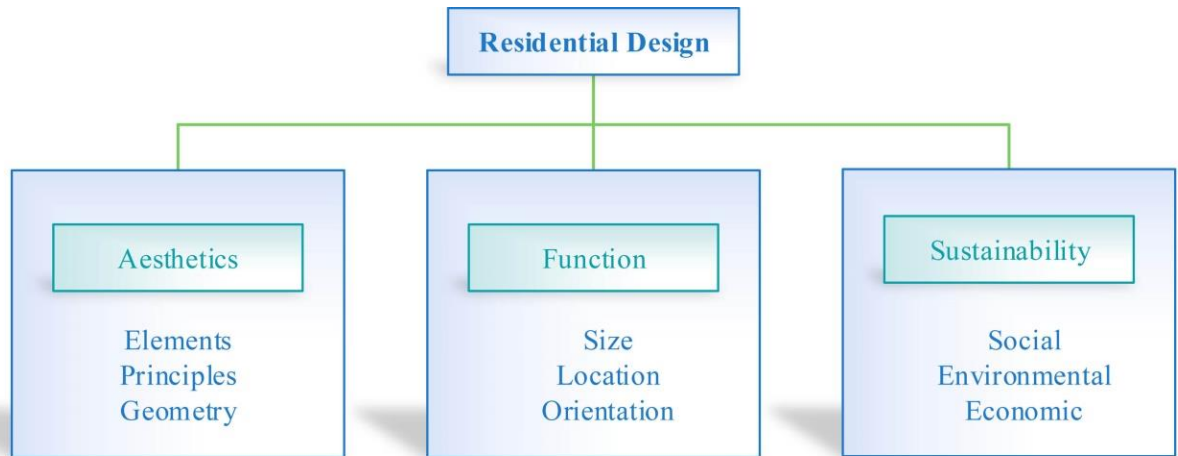 Residential Design
Aesthetics
Elements
Principles
Geometry
Function
Size
Location
Orientation
Sustainability
Social
Environmental
Economic